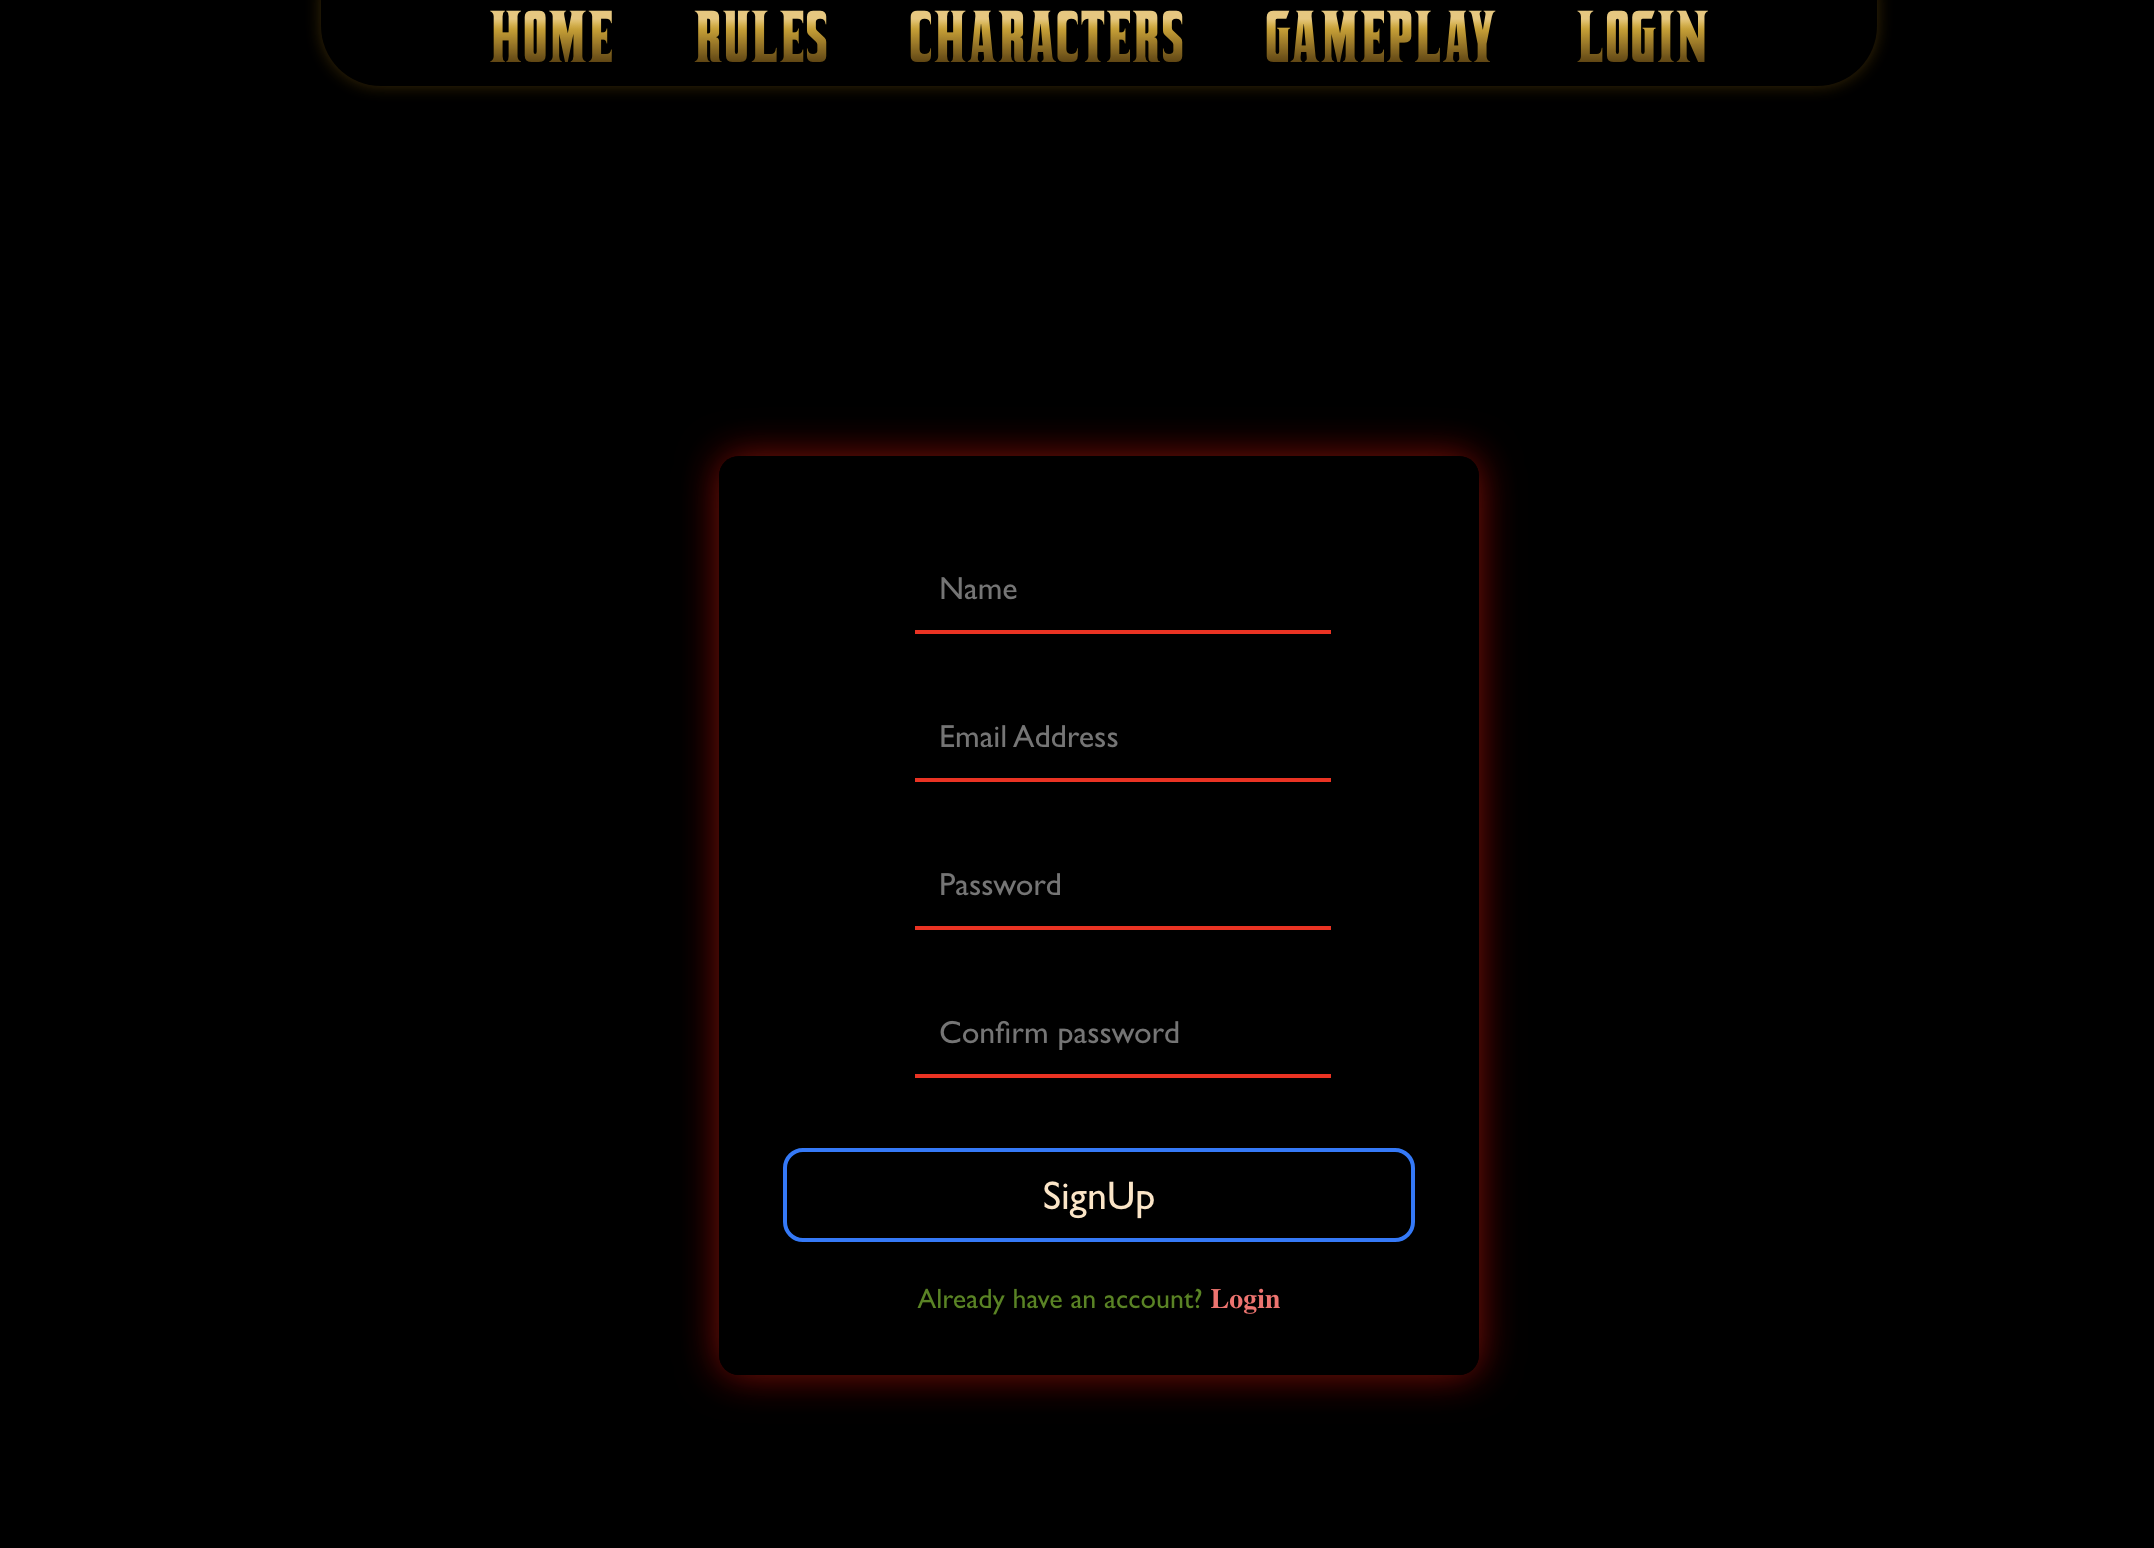 HOME RULES CHARACTERS GAMEPLAY LOGIN
Name
Email Address
Password
Confirm password
SignUp
Already have an account? Login